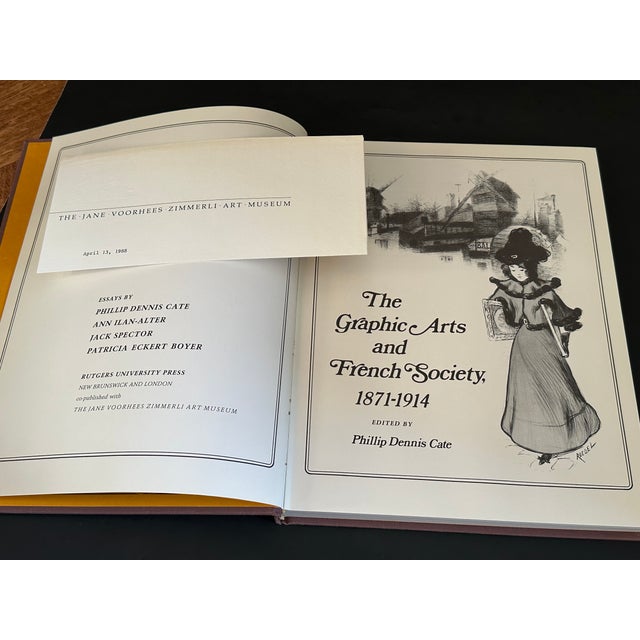 THE·JANE·VOORHEES·ZIMMERLI·ART·MUSEUM
April 13, 1988
ESSAYS BY
PHILLIP DENNIS CATE
ANN ILAN-ALTER
JACK SPECTOR
PATRICIA ECKERT BOYER
RUTGERS UNIVERSITY PRESS
NEW BRUNSWICK AND LONDON
co-published with
THE JANE VOORHEES ZIMMERLI ART MUSEUM
The
Graphic Arts
and
French Society,
1871-1914
EDITED BY
Phillip Dennis Cate